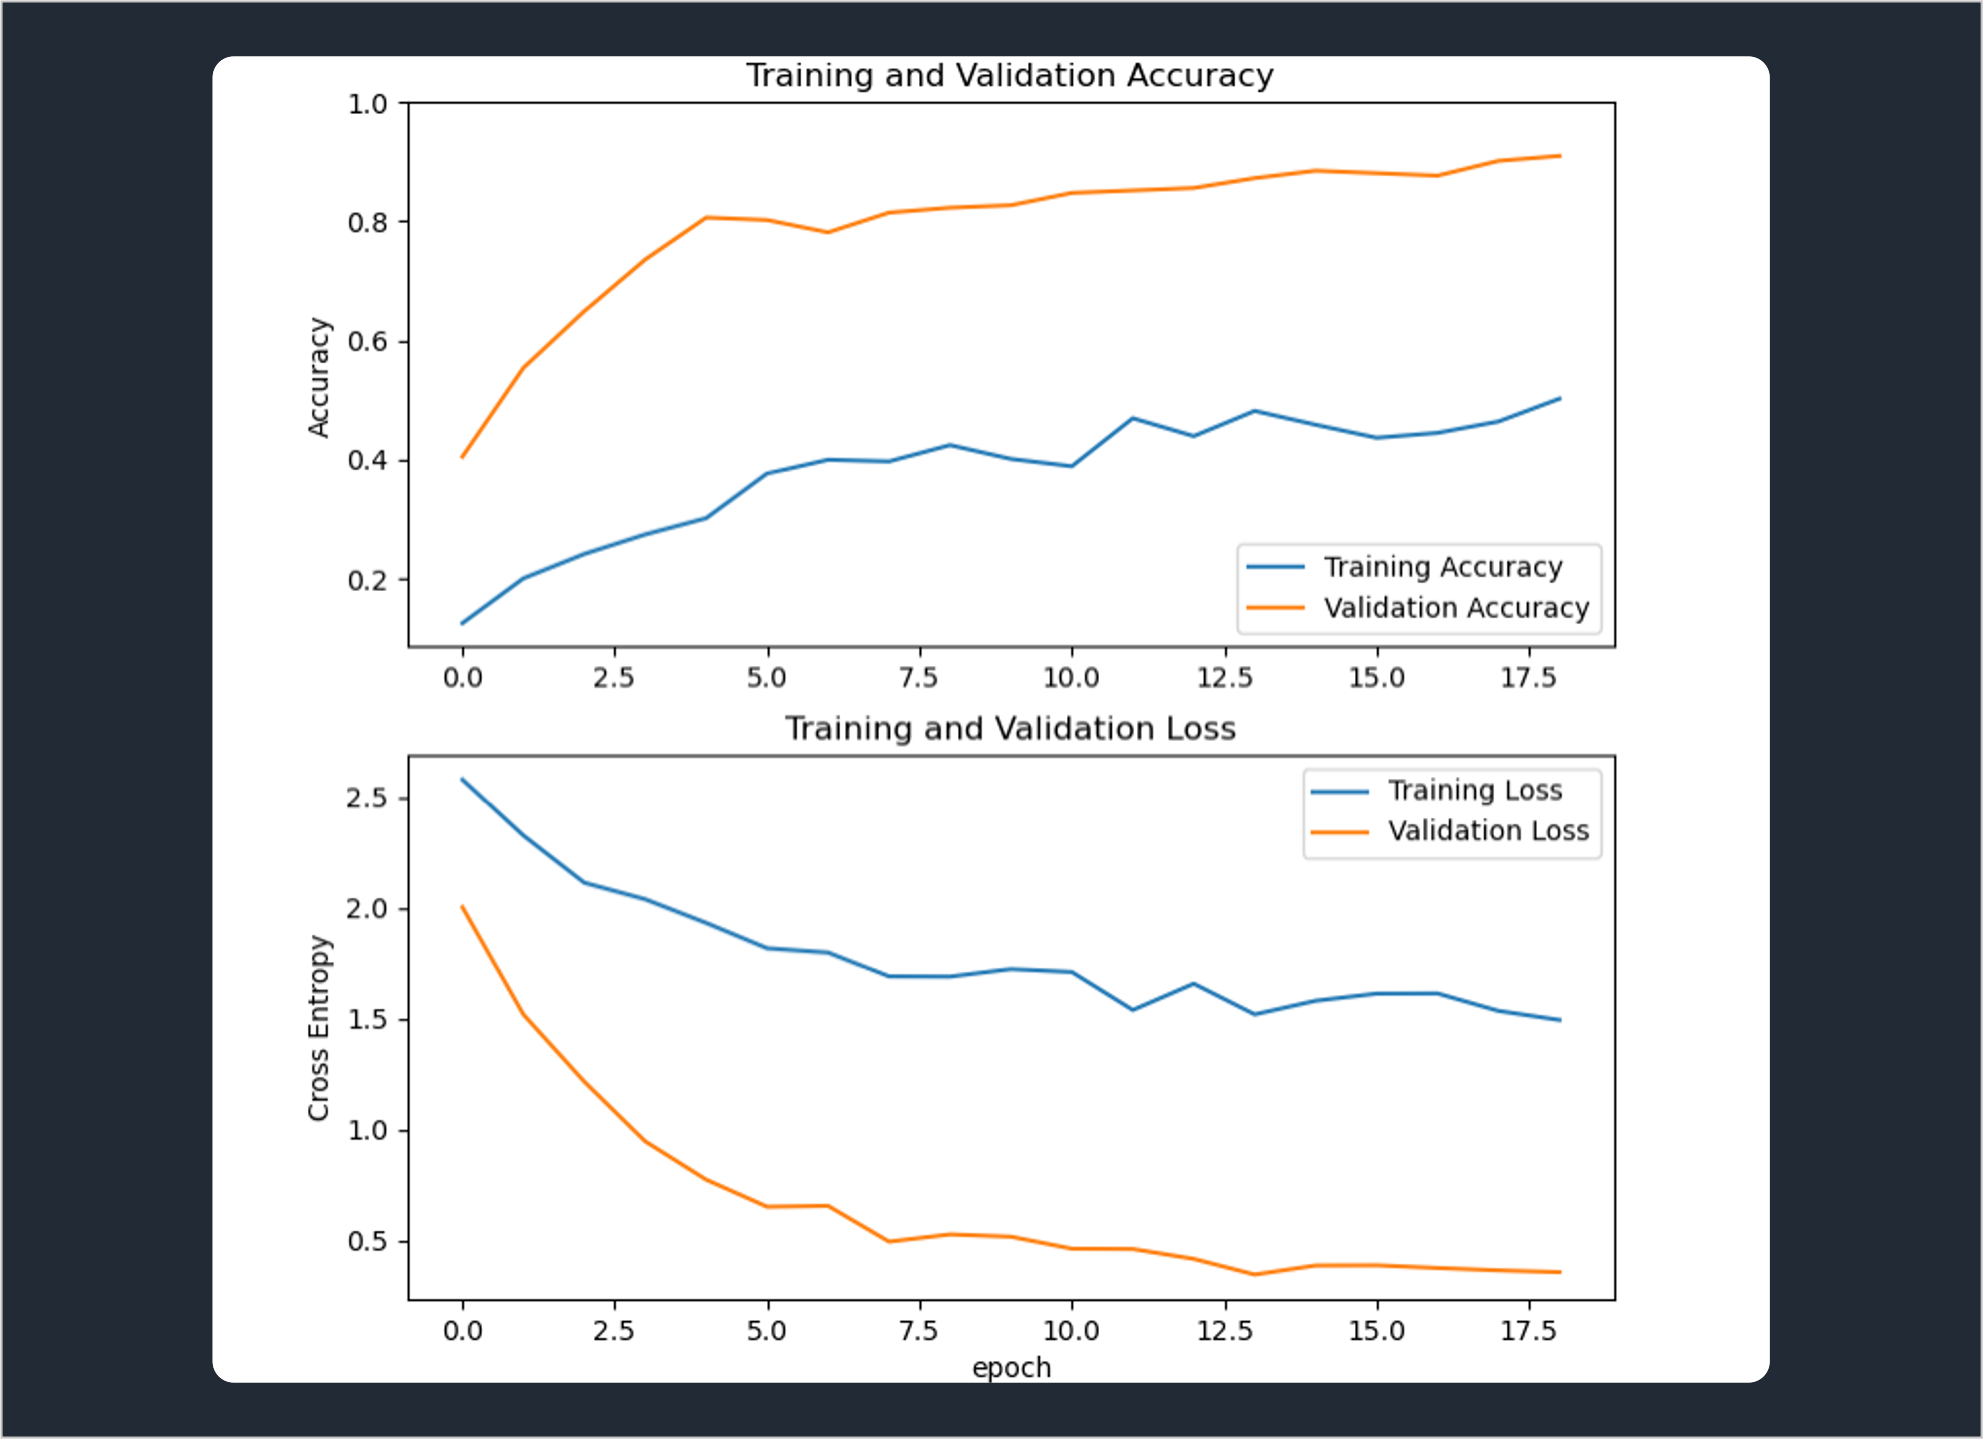 Training and Validation Accuracy
1.0
0.8
0.6
0.4
0.2
Accuracy
Training Accuracy
Validation Accuracy
0.0 2.5 5.0 7.5 10.0 12.5 15.0 17.5
Training and Validation Loss
2.5
2.0
1.5
1.0
0.5
Cross Entropy
Training Loss
Validation Loss
0.0 2.5 5.0 7.5 10.0 12.5 15.0 17.5
epoch